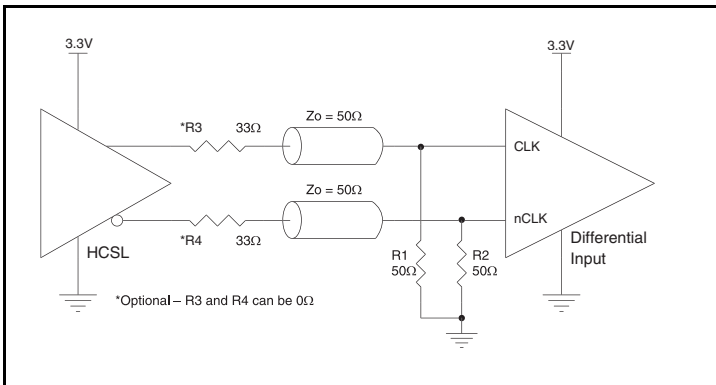 3.3V
3.3V
*R3 33Ω
Zo = 50Ω
CLK
Zo = 50Ω
nCLK
*R4 33Ω
HCSL
R1
50Ω
R2
50Ω
Differential
Input
*Optional – R3 and R4 can be 0Ω